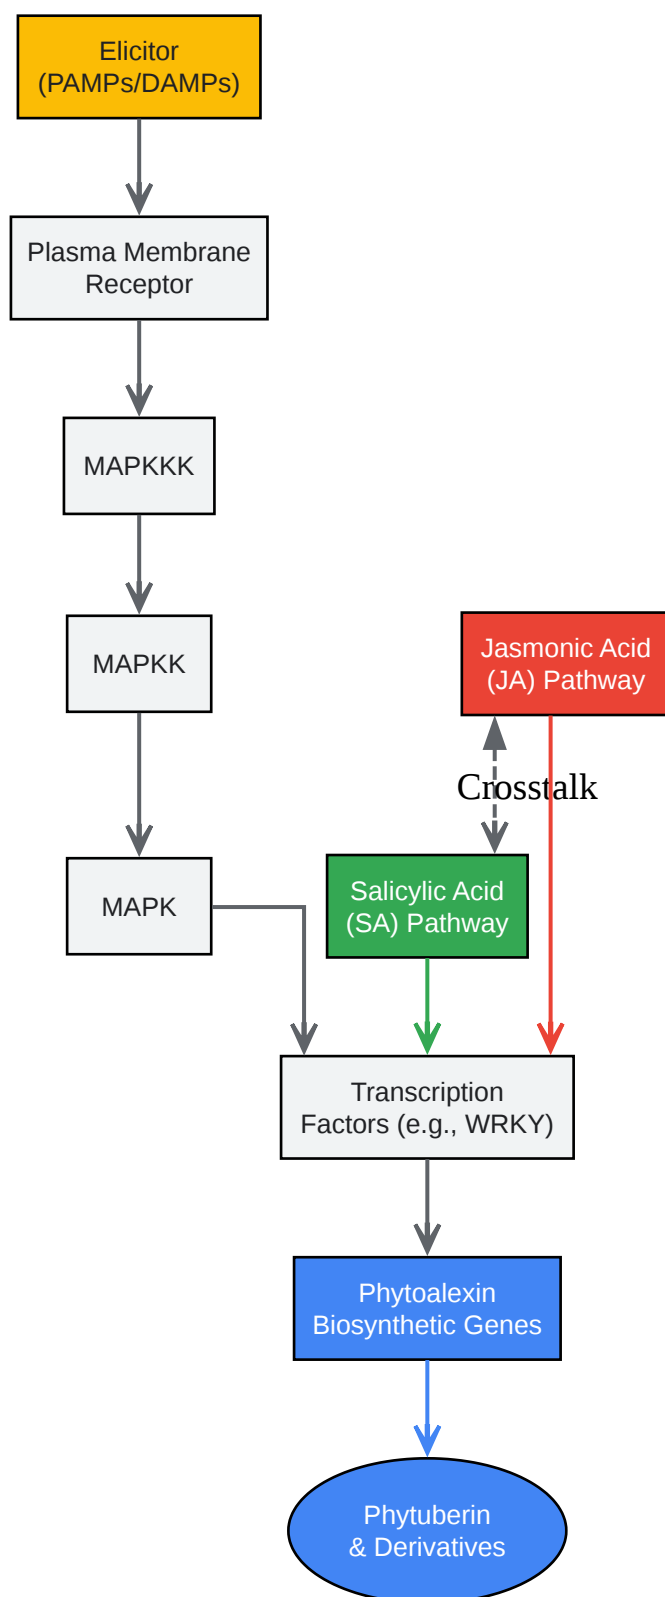 Elicitor
(PAMPs/DAMPs)
Plasma Membrane
Receptor
MAPKKK
MAPKK
Jasmonic Acid
(JA) Pathway
Crosstalk
MAPK
Salicylic Acid
(SA) Pathway
Transcription
Factors (e.g., WRKY)
Phytoalexin
Biosynthetic Genes
Phytuberin
& Derivatives